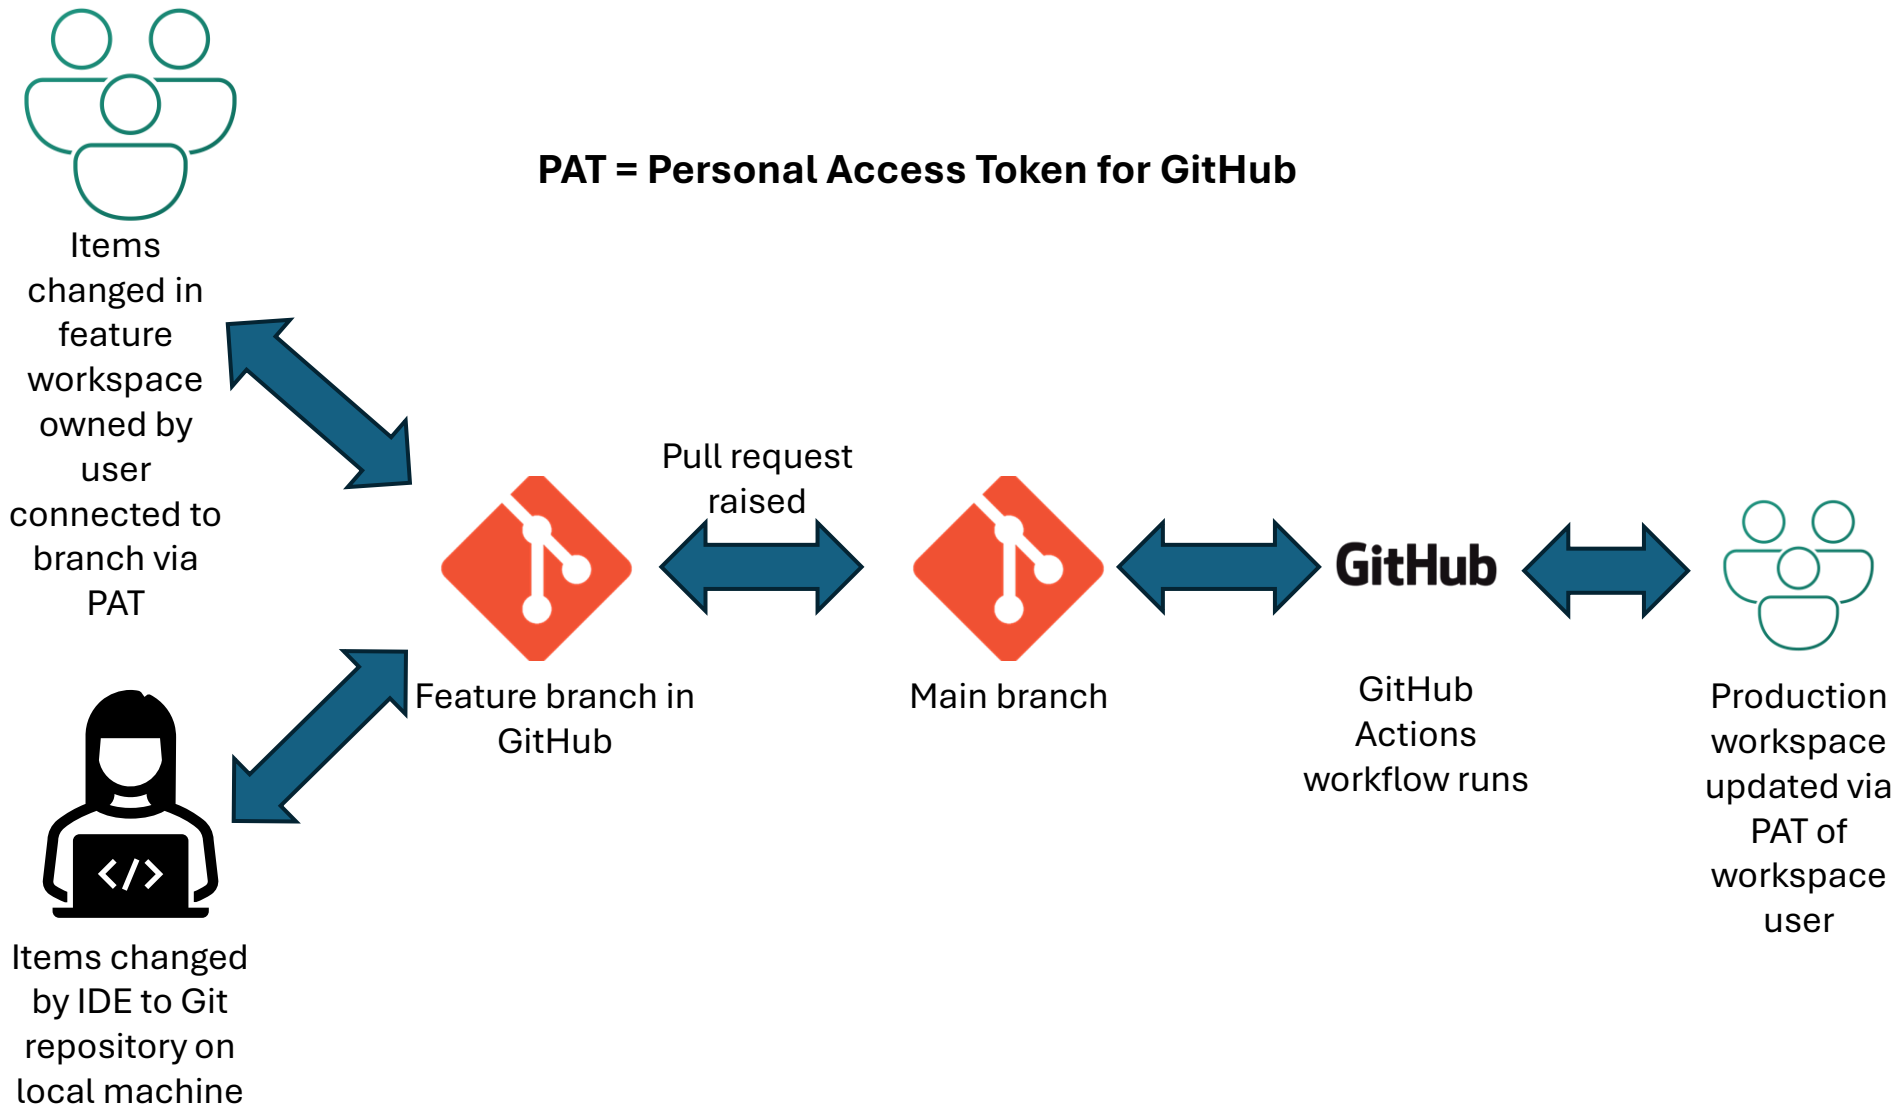 PAT = Personal Access Token for GitHub
Items
changed in
feature
workspace
owned by
user
connected to
branch via
PAT
Pull request
raised
GitHub
Feature branch in
GitHub
Main branch
GitHub
Actions
workflow runs
Production
workspace
updated via
PAT of
workspace
user
</>
Items changed
by IDE to Git
repository on
local machine